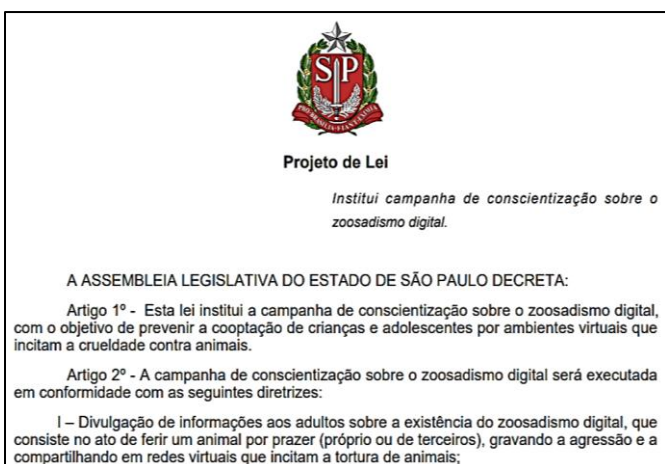 SP
PRO BRASILIA FIANT EXIMIA
Projeto de Lei
Institui campanha de conscientização sobre o
zoosadismo digital.
A ASSEMBLEIA LEGISLATIVA DO ESTADO DE SÃO PAULO DECRETA:
Artigo 1º - Esta lei institui a campanha de conscientização sobre o zoosadismo digital,
com o objetivo de prevenir a cooptação de crianças e adolescentes por ambientes virtuais que
incitam a crueldade contra animais.
Artigo 2º - A campanha de conscientização sobre o zoosadismo digital será executada
em conformidade com as seguintes diretrizes:
I – Divulgação de informações aos adultos sobre a existência do zoosadismo digital, que
consiste no ato de ferir um animal por prazer (próprio ou de terceiros), gravando a agressão e a
compartilhando em redes virtuais que incitam a tortura de animais;